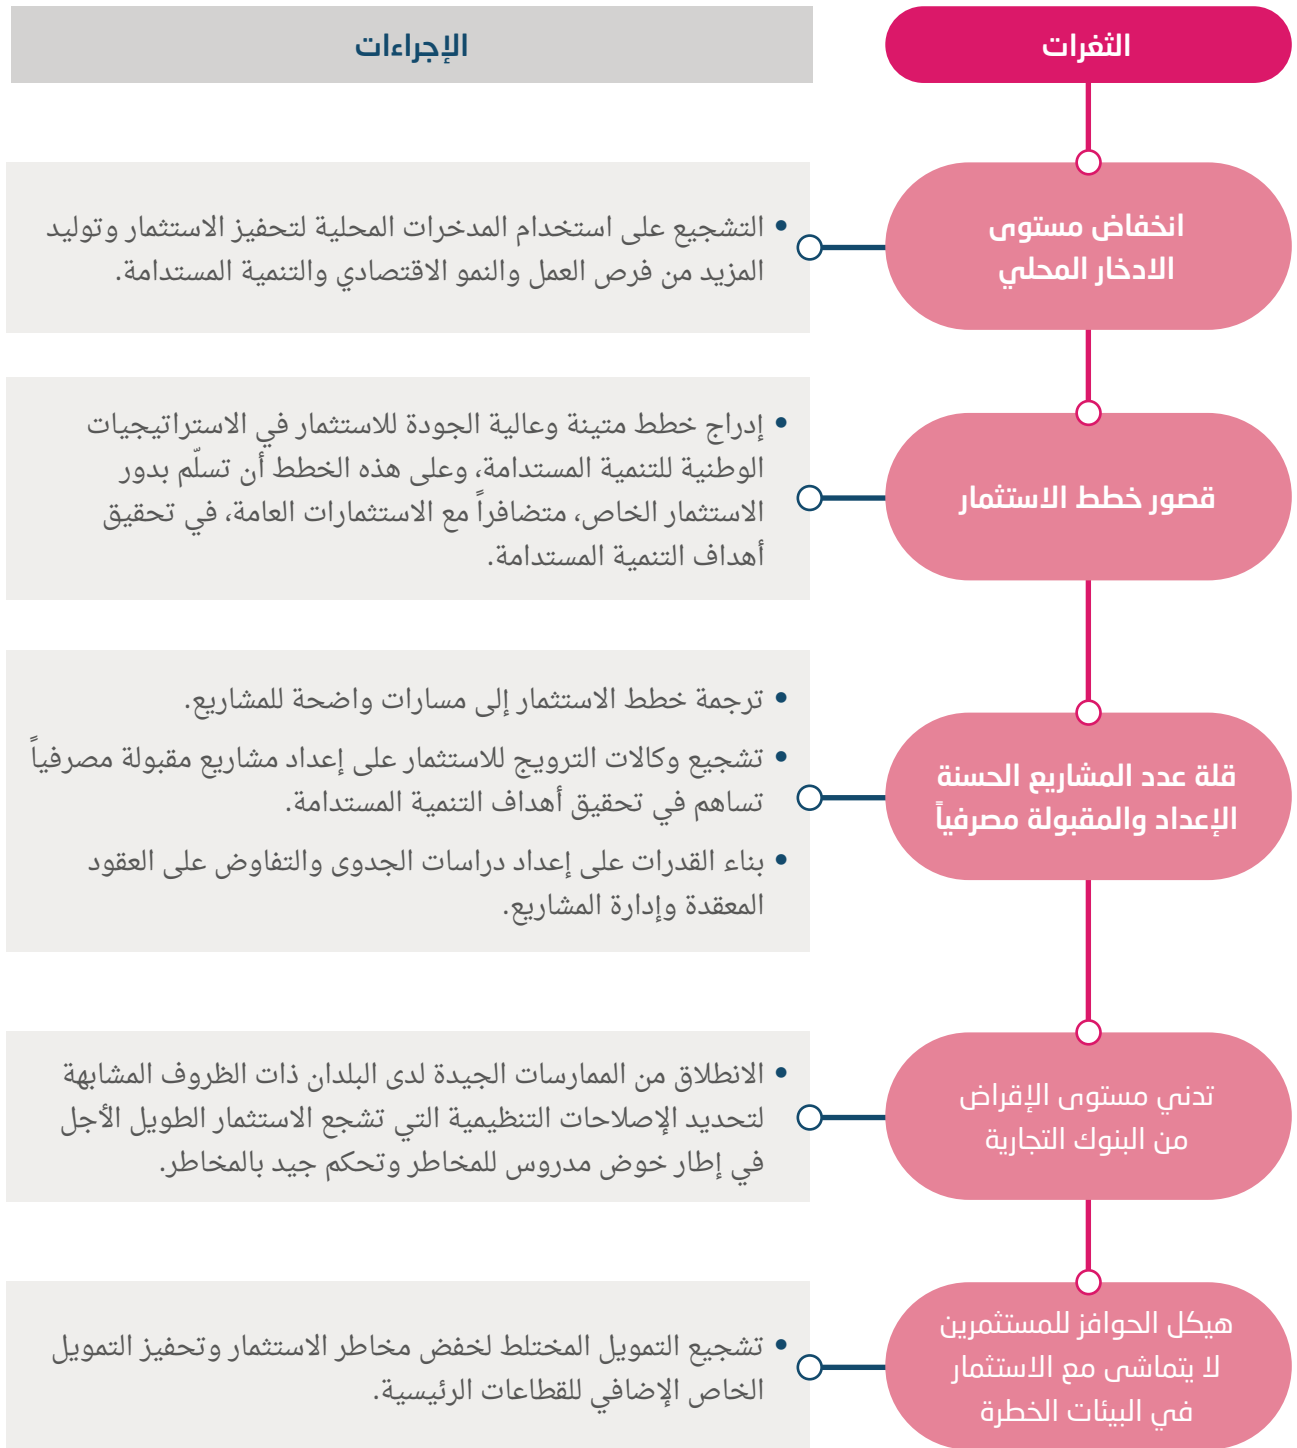 الثغرات
الإجراءات
انخفاض مستوى
الادخار المحلي
• التشجيع على استخدام المدخرات المحلية لتحفيز الاستثمار وتوليد
المزيد من فرص العمل والنمو الاقتصادي والتنمية المستدامة.
قصور خطط الاستثمار
• إدراج خطط متينة وعالية الجودة للاستثمار في الاستراتيجيات
الوطنية للتنمية المستدامة، وعلى هذه الخطط أن تسلّم بدور
الاستثمار الخاص، متضافراً مع الاستثمارات العامة، في تحقيق
أهداف التنمية المستدامة.
قلة عدد المشاريع الحسنة
الإعداد والمقبولة مصرفياً
• ترجمة خطط الاستثمار إلى مسارات واضحة للمشاريع.
• تشجيع وكالات الترويج للاستثمار على إعداد مشاريع مقبولة مصرفياً
تساهم في تحقيق أهداف التنمية المستدامة.
• بناء القدرات على إعداد دراسات الجدوى والتفاوض على العقود
المعقدة وإدارة المشاريع.
تدني مستوى الإقراض
من البنوك التجارية
• الانطلاق من الممارسات الجيدة لدى البلدان ذات الظروف المشابهة
لتحديد الإصلاحات التنظيمية التي تشجع الاستثمار الطويل الأجل
في إطار خوض مدروس للمخاطر وتحكم جيد بالمخاطر.
هيكل الحوافز للمستثمرين
لا يتماشى مع الاستثمار
في البيئات الخطرة
• تشجيع التمويل المختلط لخفض مخاطر الاستثمار وتحفيز التمويل
الخاص الإضافي للقطاعات الرئيسية.